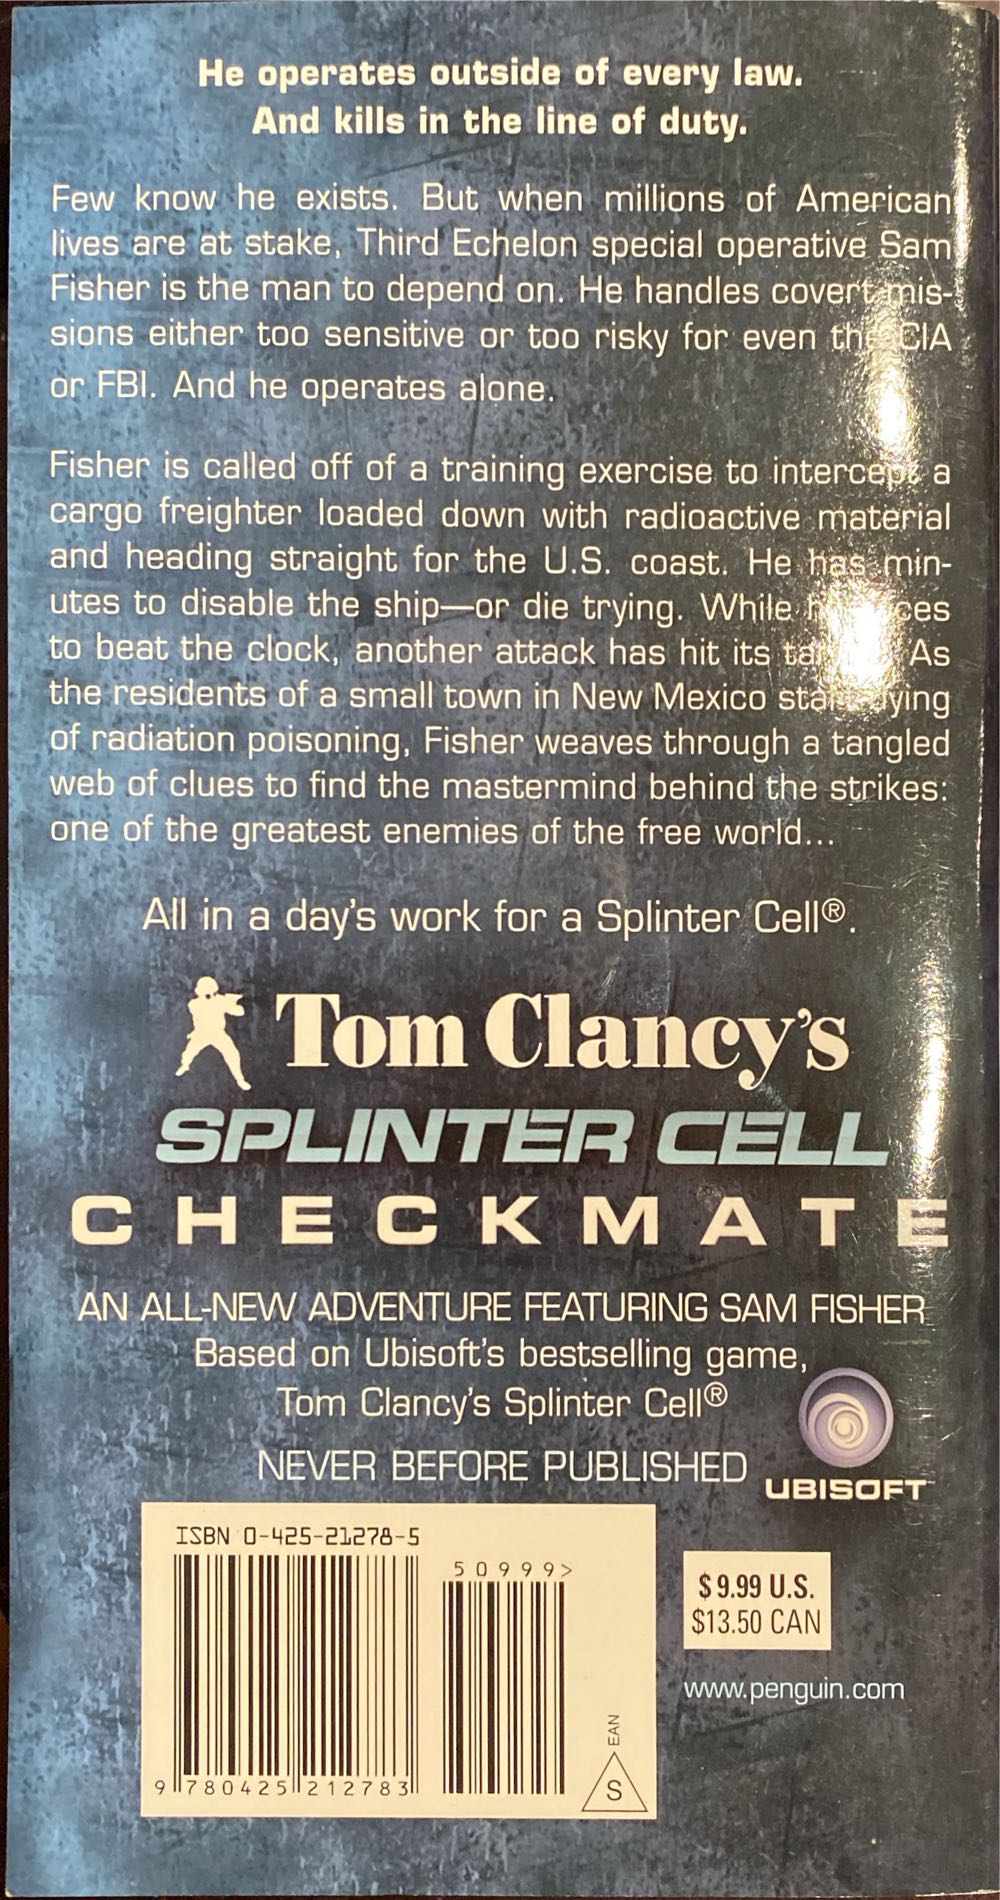 He operates outside of every law.
And kills in the line of duty.
Few know he exists. But when millions of American
lives are at stake, Third Echelon special operative Sam
Fisher is the man to depend on. He handles covert mis-
sions either too sensitive or too risky for even the CIA
or FBI. And he operates alone.
Fisher is called off of a training exercise to intercept a
cargo freighter loaded down with radioactive material
and heading straight for the U.S. coast. He has min-
utes to disable the ship—or die trying. While
to beat the clock, another attack has hit its As
the residents of a small town in New Mexico
of radiation poisoning, Fisher weaves through a tangled
web of clues to find the mastermind behind the strikes:
one of the greatest enemies of the free world...
All in a day's work for a Splinter Cell®.
Tom Clancy's
SPLINTER CELL
CHECKMATE
AN ALL-NEW ADVENTURE FEATURING SAM FISHER
Based on Ubisoft's bestselling game,
Tom Clancy's Splinter Cell®
NEVER BEFORE PUBLISHED
UBISOFT
ISBN 0-425-21278-5
50999>
9 780425 212783
EAN
S
$9.99 U.S.
$13.50 CAN
www.penguin.com